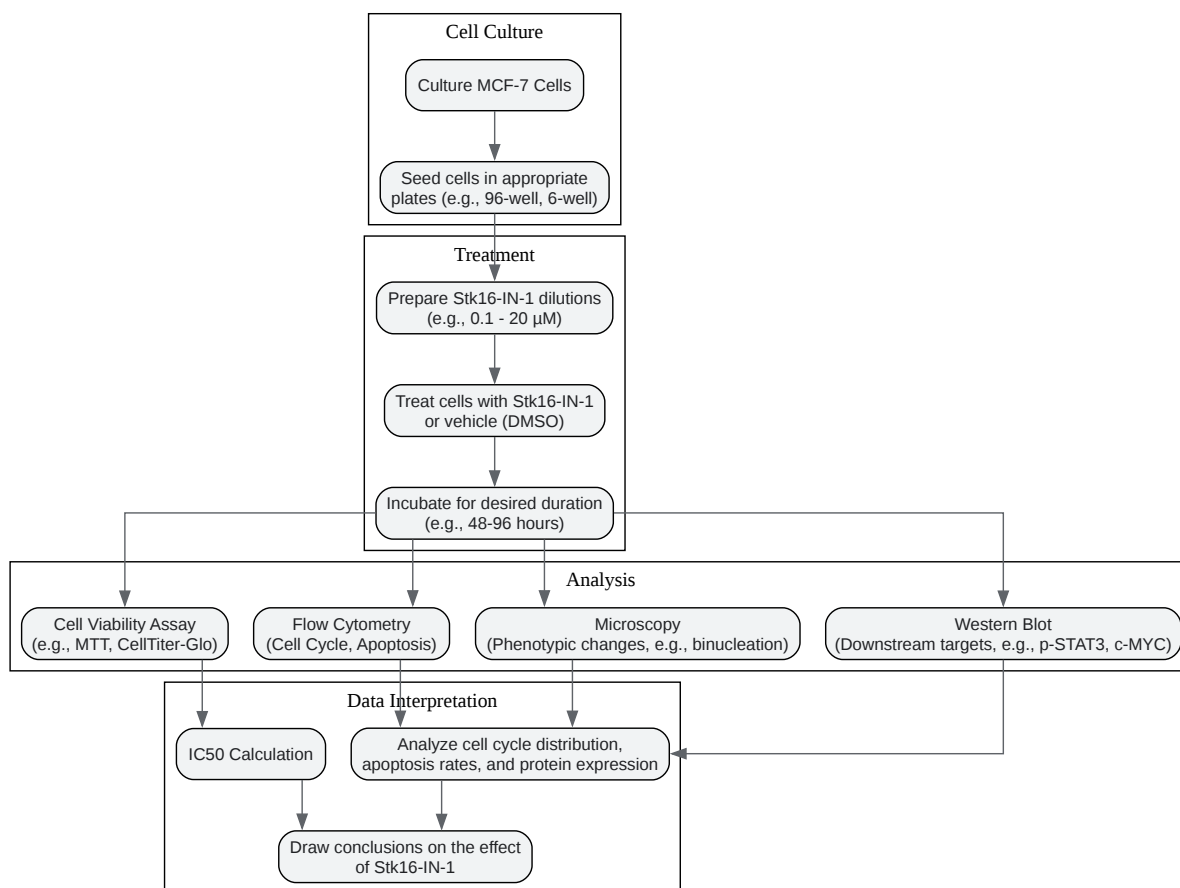 Cell Culture
Culture MCF-7 Cells
Seed cells in appropriate
plates (e.g., 96-well, 6-well)
Treatment
Prepare Stk16-IN-1 dilutions
(e.g., 0.1 - 20 µM)
Treat cells with Stk16-IN-1
or vehicle (DMSO)
Incubate for desired duration
(e.g., 48-96 hours)
Analysis
Cell Viability Assay
(e.g., MTT, CellTiter-Glo)
Flow Cytometry
(Cell Cycle, Apoptosis)
Microscopy
(Phenotypic changes, e.g., binucleation)
Western Blot
(Downstream targets, e.g., p-STAT3, c-MYC)
Data Interpretation
IC50 Calculation
Analyze cell cycle distribution,
apoptosis rates, and protein expression
Draw conclusions on the effect
of Stk16-IN-1